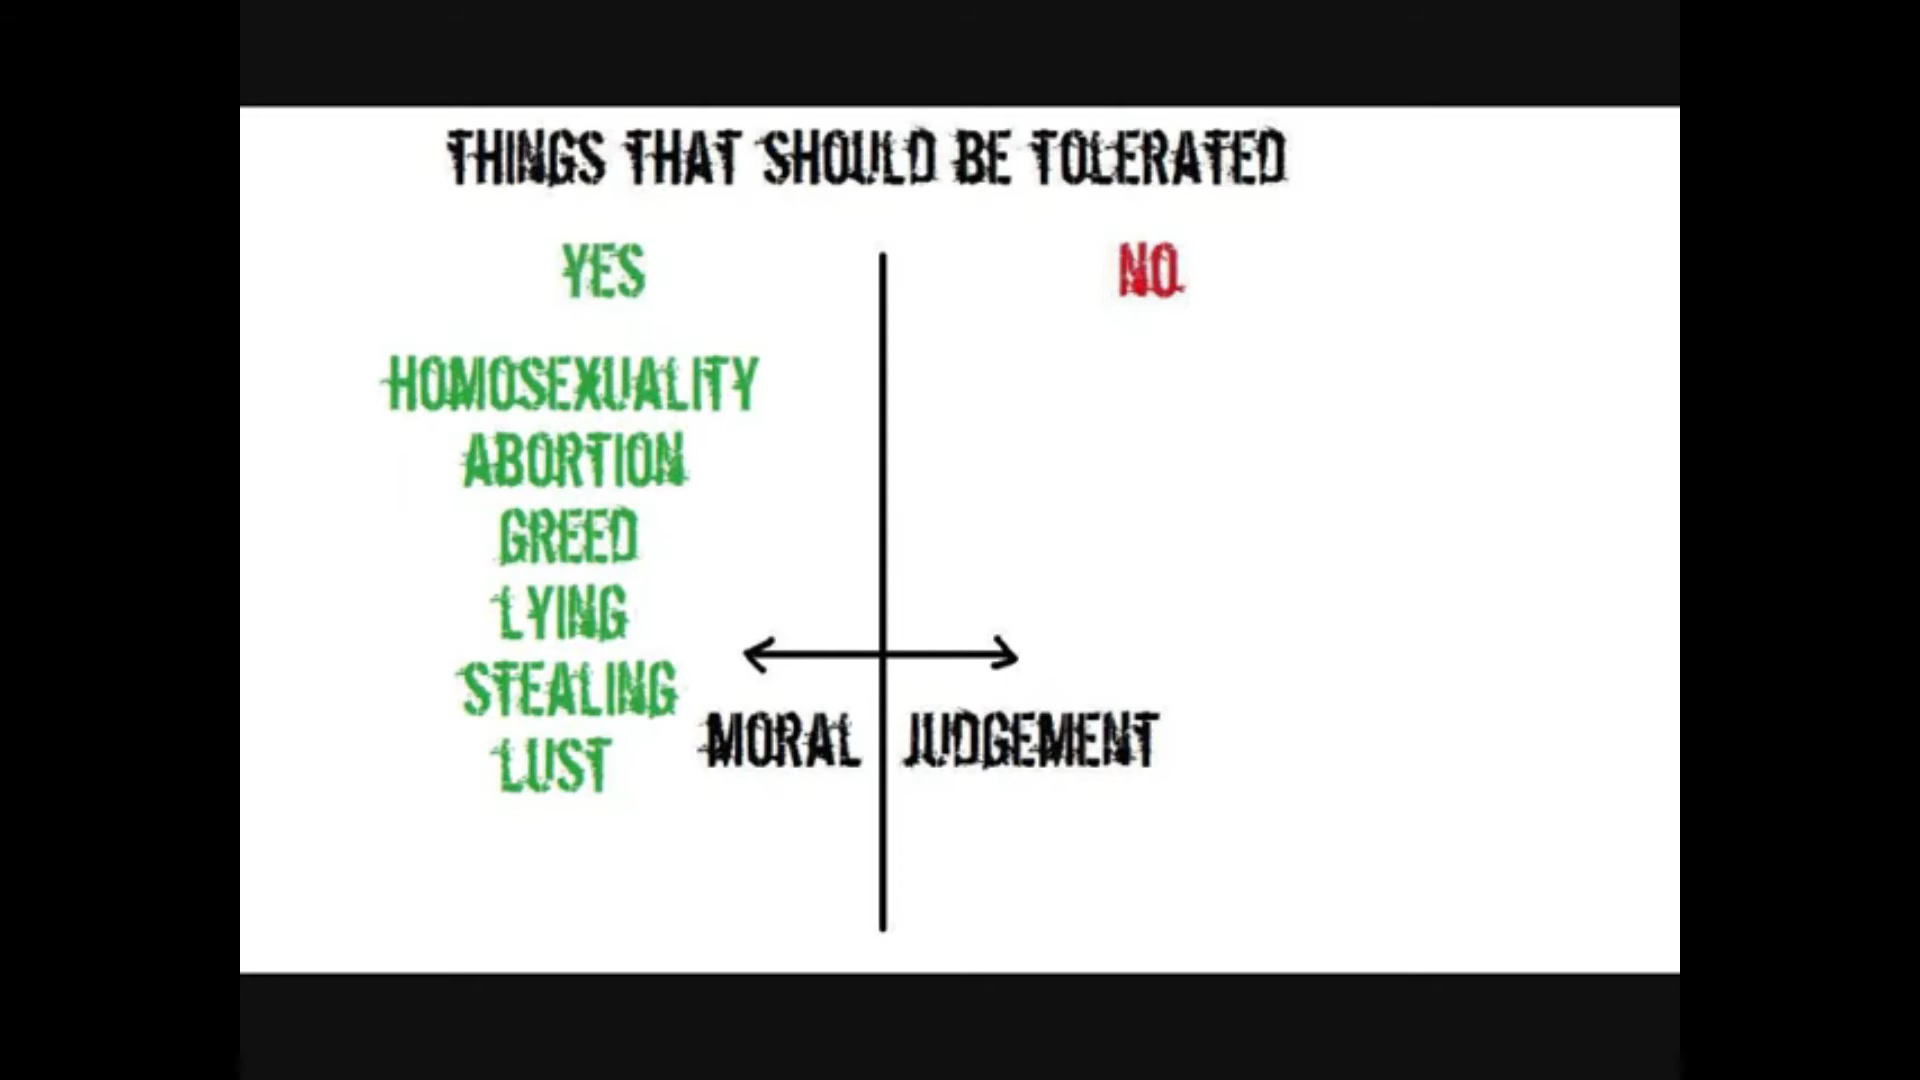 THINGS THAT SHOULD BE TOLERATED
YES
NO
HOMOSEXUALITY
ABORTION
GREED
LYING
STEALING
LUST
MORAL JUDGEMENT